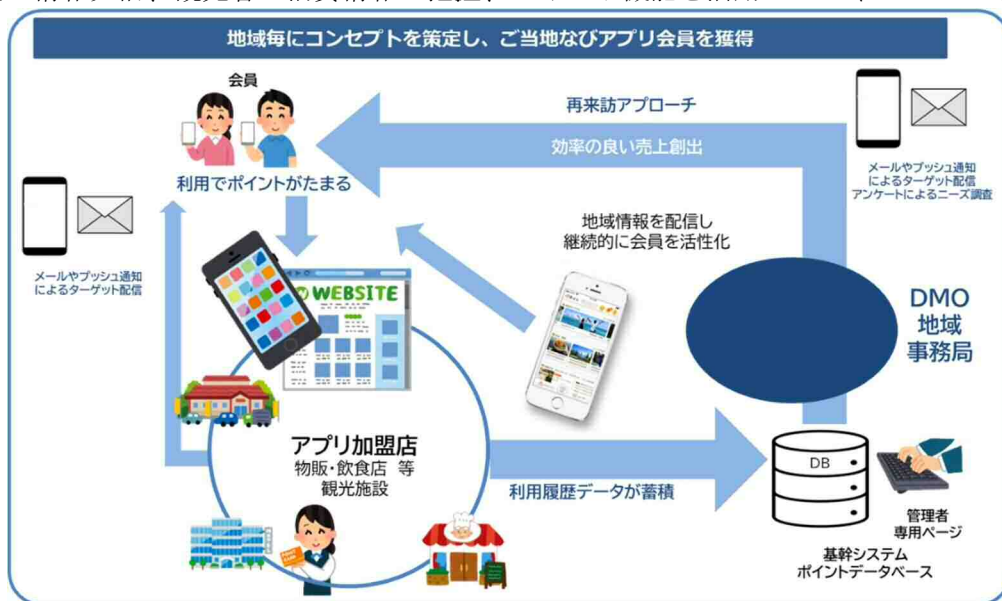 地域毎にコンセプトを策定し、ご当地なびアプリ会員を獲得
会員
利用でポイントがたまる
再来訪アプローチ
効率の良い売上創出
メールやプッシュ通知
によるターゲット配信
アンケートによるニーズ調査
メールやプッシュ通知
によるターゲット配信
地域情報を配信し
継続的に会員を活性化
WEBSITE
DMO
地域
事務局
アプリ加盟店
物販・飲食店 等
観光施設
利用履歴データが蓄積
DB
管理者
専用ページ
基幹システム
ポイントデータベース